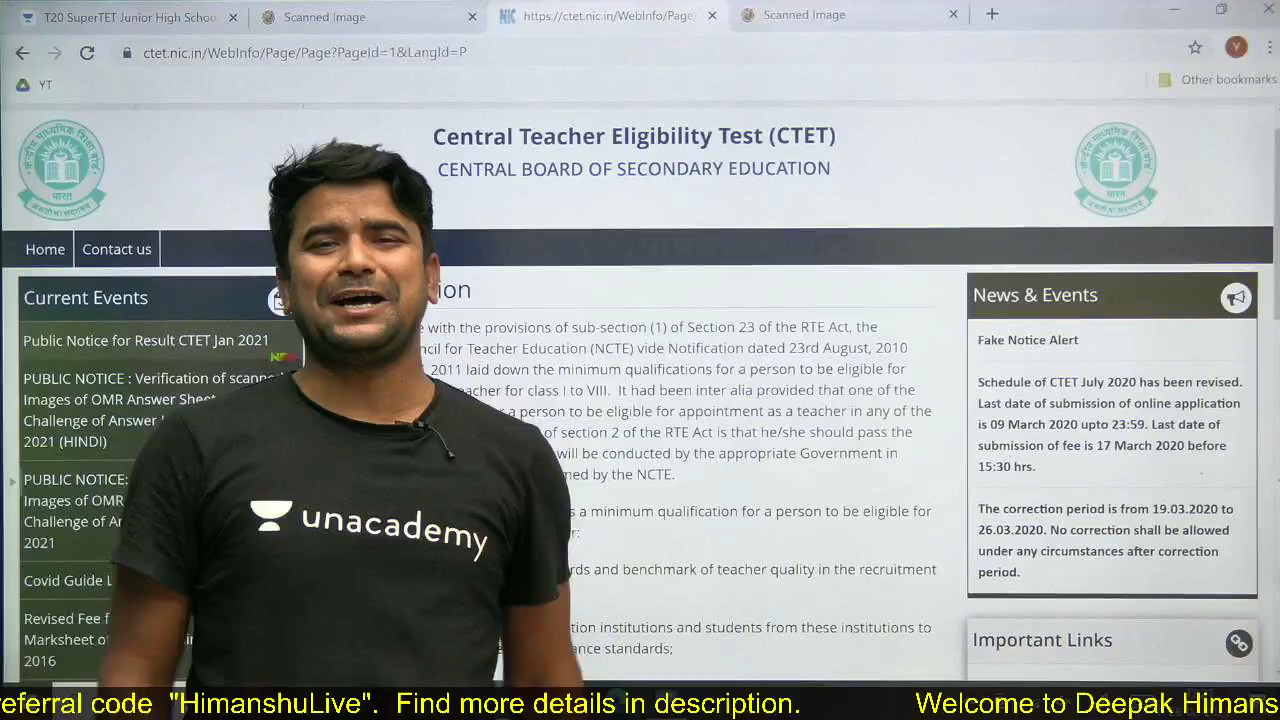 T20 SuperTET Junior High Schoo
Scanned Image
https://ctet.nic.in/WebInfo/Page
Scanned Image
ctet.nic.in/WebInfo/Page/Page?PageId=1&LangId=P
Y
YT
Other bookmarks
Central Teacher Eligibility Test (CTET)
CENTRAL BOARD OF SECONDARY EDUCATION
भारत
भारत
Home
Contact us
Current Events
Public Notice for Result CTET Jan 2021
PUBLIC NOTICE : Verification of scanne
Images of OMR Answer Sheet
Challenge of Answer
2021 (HINDI)
PUBLIC NOTICE:
Images of OMR
Challenge of
2021
Covid Guide
Revised Fee
Marksheet of
2016
ion
with the provisions of sub-section (1) of Section 23 of the RTE Act, the
for Teacher Education (NCTE) vide Notification dated 23rd August, 2010
2011 laid down the minimum qualifications for a person to be eligible for
for class I to VIII. It had been inter alia provided that one of the
a person to be eligible for appointment as a teacher in any of the
of section 2 of the RTE Act is that he/she should pass the
will be conducted by the appropriate Government in
by the NCTE.
a minimum qualification for a person to be eligible for
and benchmark of teacher quality in the recruitment
institutions and students from these institutions to
standards;
News & Events
Fake Notice Alert
Schedule of CTET July 2020 has been revised.
Last date of submission of online application
is 09 March 2020 upto 23:59. Last date of
submission of fee is 17 March 2020 before
15:30 hrs.
The correction period is from 19.03.2020 to
26.03.2020. No correction shall be allowed
under any circumstances after correction
period.
Important Links
unacademy
referral code "HimanshuLive". Find more details in description. Welcome to Deepak Himans